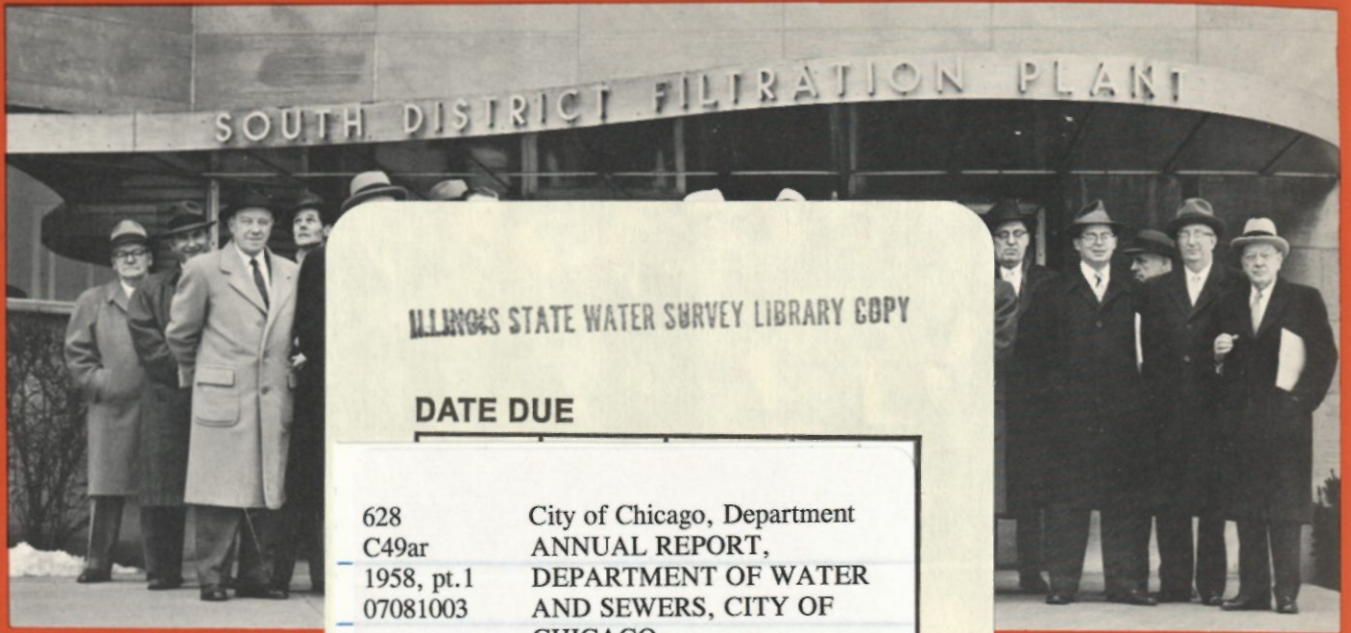 SOUTH DISTRICT FILTRATION PLANT
ILLINOIS STATE WATER SURVEY LIBRARY COPY
DATE DUE
628 City of Chicago, Department
C49ar ANNUAL REPORT,
1958, pt.1 DEPARTMENT OF WATER
07081003 AND SEWERS, CITY OF
CHICAGO